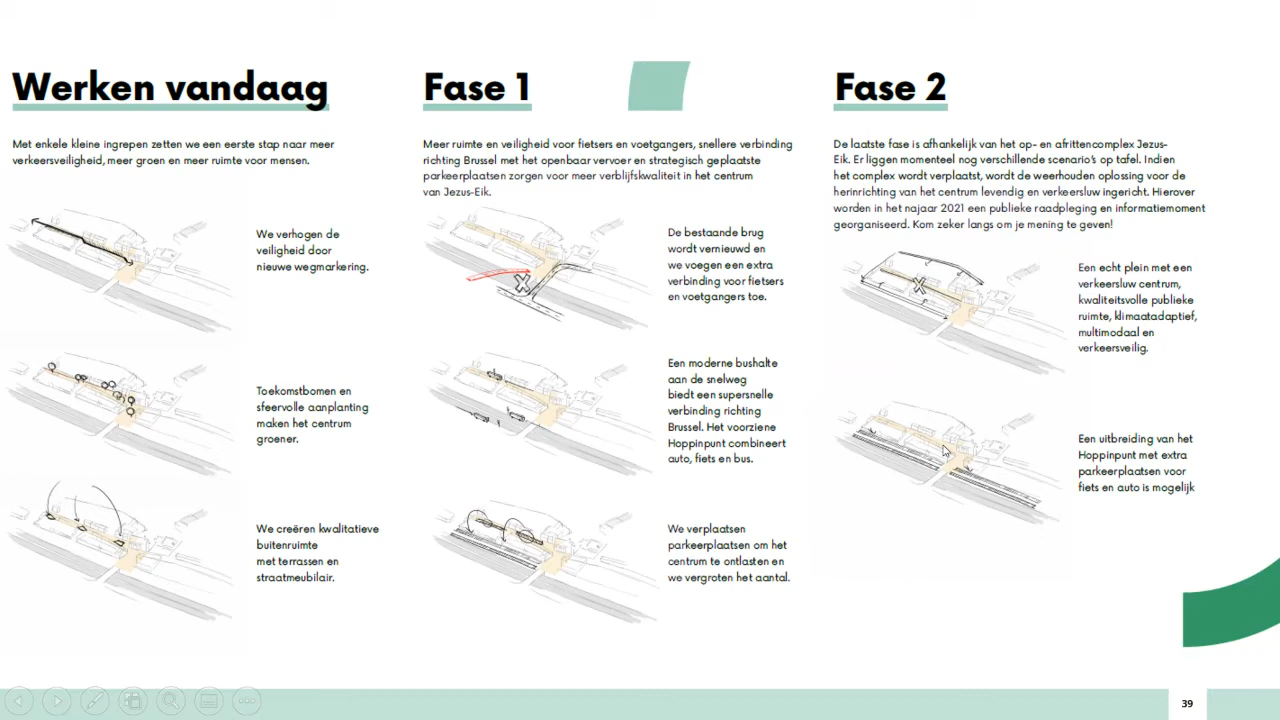 Werken vandaag
Met enkele kleine ingrepen zetten we een eerste stap naar meer
verkeersveiligheid, meer groen en meer ruimte voor mensen.
We verhogen de
veiligheid door
nieuwe wegmarkering.
Toekomstbomen en
sfeervolle aanplanting
maken het centrum
groener.
We creëren kwalitatieve
buitenruimte
met terrassen en
straatmeubilair.
Fase 1
Meer ruimte en veiligheid voor fietsers en voetgangers, snellere verbinding
richting Brussel met het openbaar vervoer en strategisch geplaatste
parkeerplaatsen zorgen voor meer verblijfskwaliteit in het centrum
van Jezus-Eik.
De bestaande brug
wordt vernieuwd en
we voegen een extra
verbinding voor fietsers
en voetgangers toe.
Een moderne bushalte
aan de snelweg
biedt een supersnelle
verbinding richting
Brussel. Het voorziene
Hoppinpunt combineert
auto, fiets en bus.
We verplaatsen
parkeerplaatsen om het
centrum te ontlasten en
we vergroten het aantal.
Fase 2
De laatste fase is afhankelijk van het op- en afrittencomplex Jezus-
Eik. Er liggen momenteel nog verschillende scenario's op tafel. Indien
het complex wordt verplaatst, wordt de weerhouden oplossing voor de
herinrichting van het centrum levendig en verkeersluw ingericht. Hierover
worden in het najaar 2021 een publieke raadpleging en informatiemoment
georganiseerd. Kom zeker langs om je mening te geven!
Een echt plein met een
verkeersluw centrum,
kwaliteitsvolle publieke
ruimte, klimaatadaptief,
multimodaal en
verkeersveilig.
Een uitbreiding van het
Hoppinpunt met extra
parkeerplaatsen voor
fiets en auto is mogelijk
39